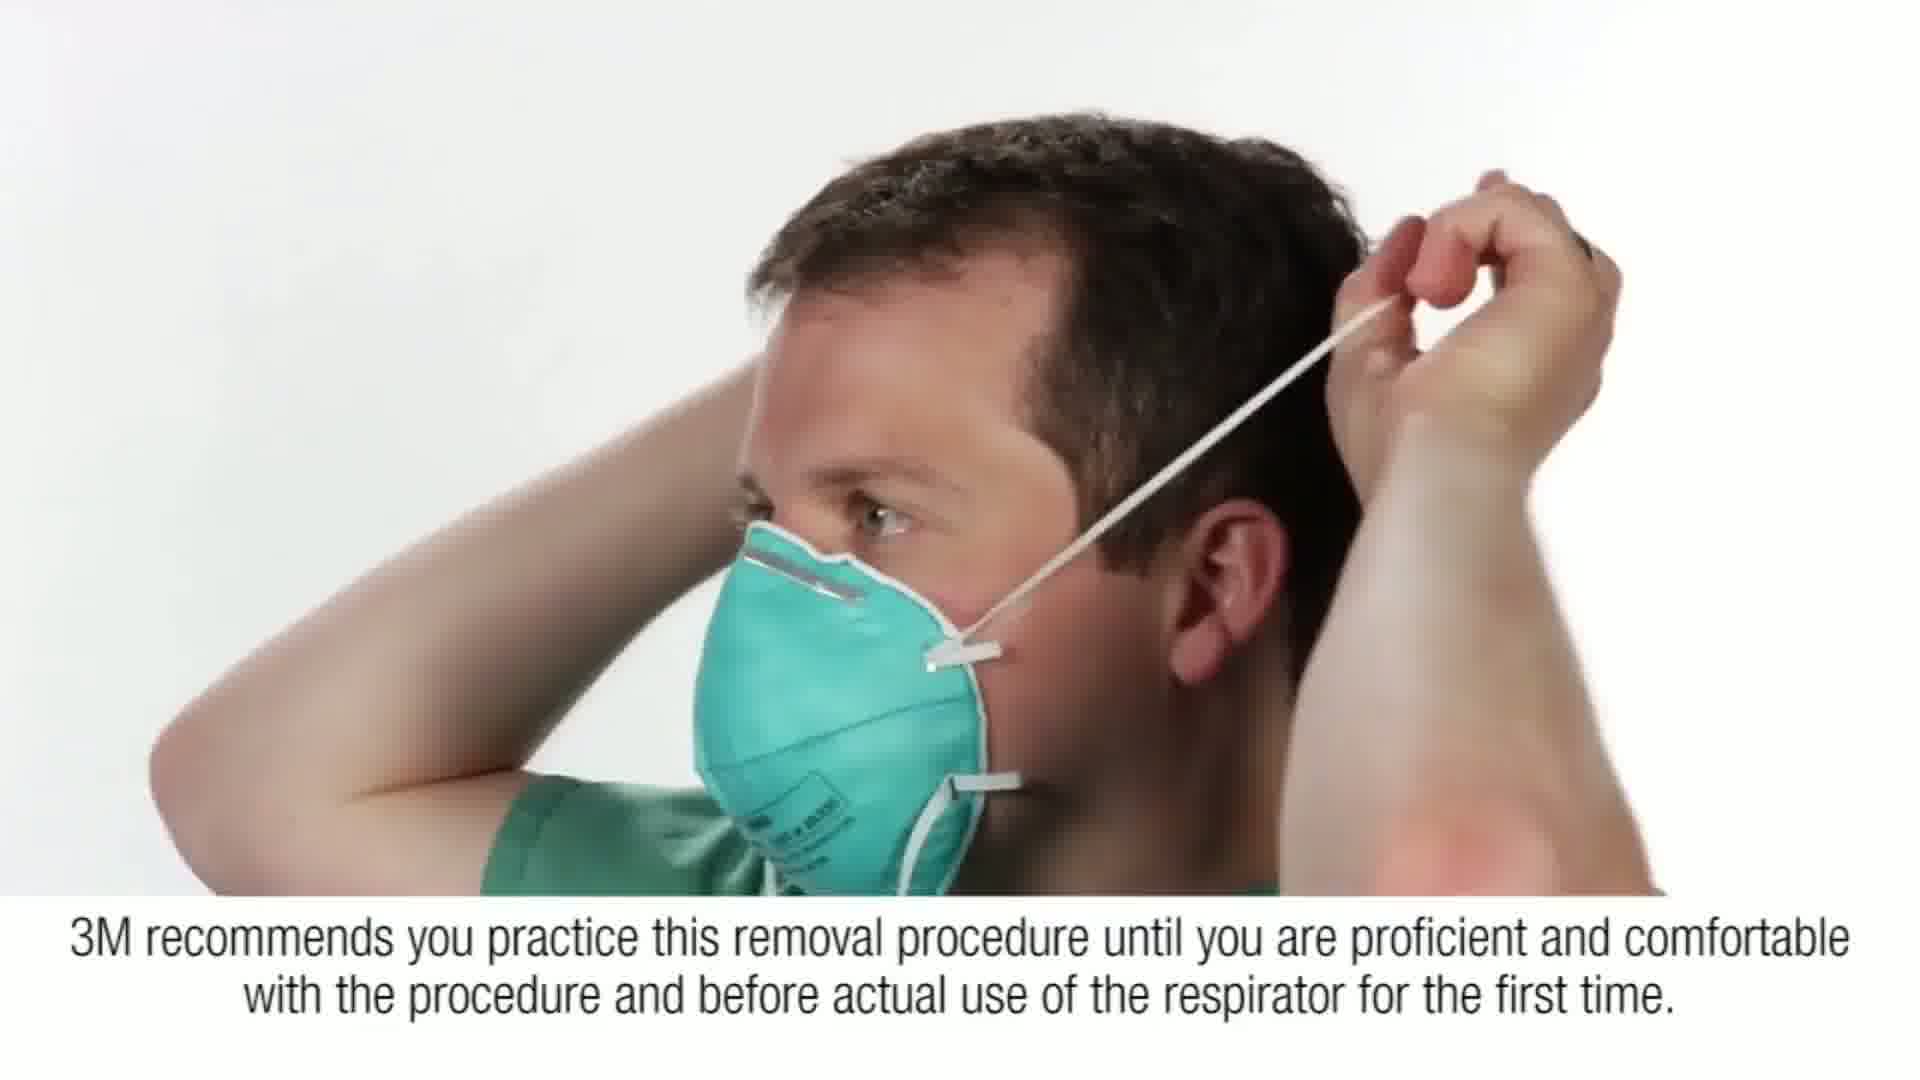 3M recommends you practice this removal procedure until you are proficient and comfortable
with the procedure and before actual use of the respirator for the first time.